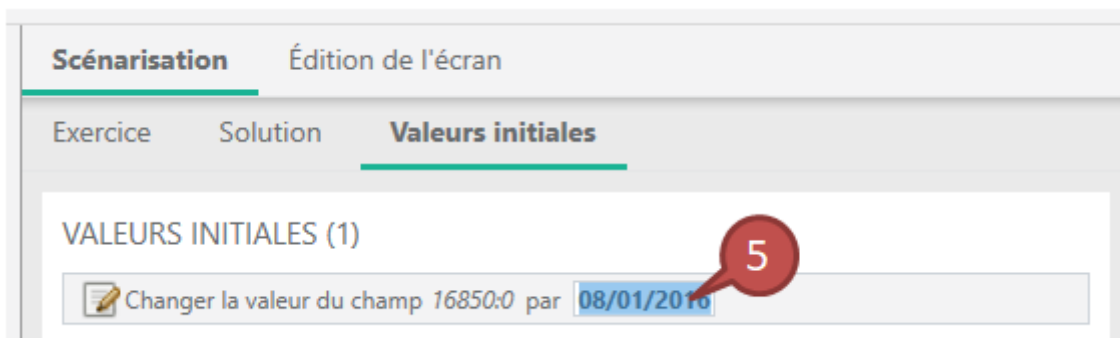 Scénarisation Édition de l'écran
Exercice Solution Valeurs initiales
VALEURS INITIALES (1)
5
Changer la valeur du champ 16850:0 par 08/01/2016